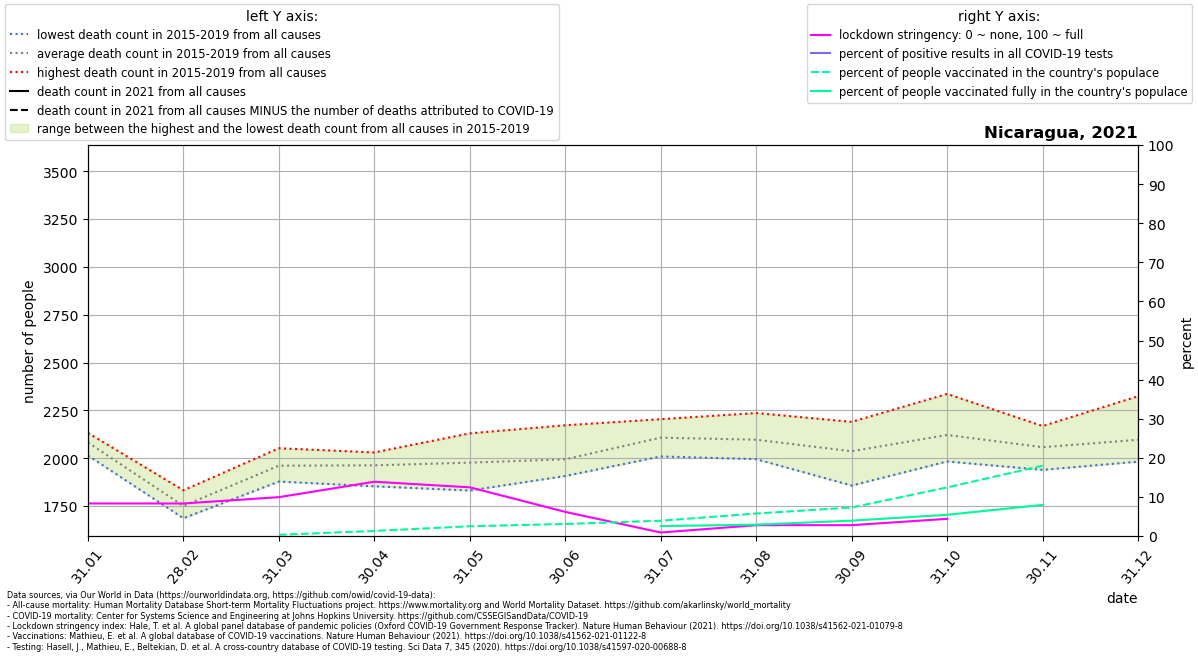 left Y axis:
lowest death count in 2015-2019 from all causes
average death count in 2015-2019 from all causes
highest death count in 2015-2019 from all causes
death count in 2021 from all causes
death count in 2021 from all causes MINUS the number of deaths attributed to COVID-19
range between the highest and the lowest death count from all causes in 2015-2019
right Y axis:
lockdown stringency: 0 ~ none, 100 ~ full
percent of positive results in all COVID-19 tests
percent of people vaccinated in the country's populace
percent of people vaccinated fully in the country's populace
Nicaragua, 2021
number of people
3500
3250
3000
2750
2500
2250
2000
1750
100
90
80
70
60
50
40
30
20
10
0
percent
31.01
28.02
31.03
30.04
31.05
30.06
31.07
31.08
30.09
31.10
30.11
31.12
date
Data sources, via Our World in Data (https://ourworldindata.org, https://github.com/owid/covid-19-data):
- All-cause mortality: Human Mortality Database Short-term Mortality Fluctuations project. https://www.mortality.org and World Mortality Dataset. https://github.com/akarlinsky/world_mortality
- COVID-19 mortality: Center for Systems Science and Engineering at Johns Hopkins University. https://github.com/CSSEGISandData/COVID-19
- Lockdown stringency index: Hale, T. et al. A global panel database of pandemic policies (Oxford COVID-19 Government Response Tracker). Nature Human Behaviour (2021). https://doi.org/10.1038/s41562-021-01079-8
- Vaccinations: Mathieu, E. et al. A global database of COVID-19 vaccinations. Nature Human Behaviour (2021). https://doi.org/10.1038/s41562-021-01122-8
- Testing: Hasell, J., Mathieu, E., Beltekian, D. et al. A cross-country database of COVID-19 testing. Sci Data 7, 345 (2020). https://doi.org/10.1038/s41597-020-00688-8